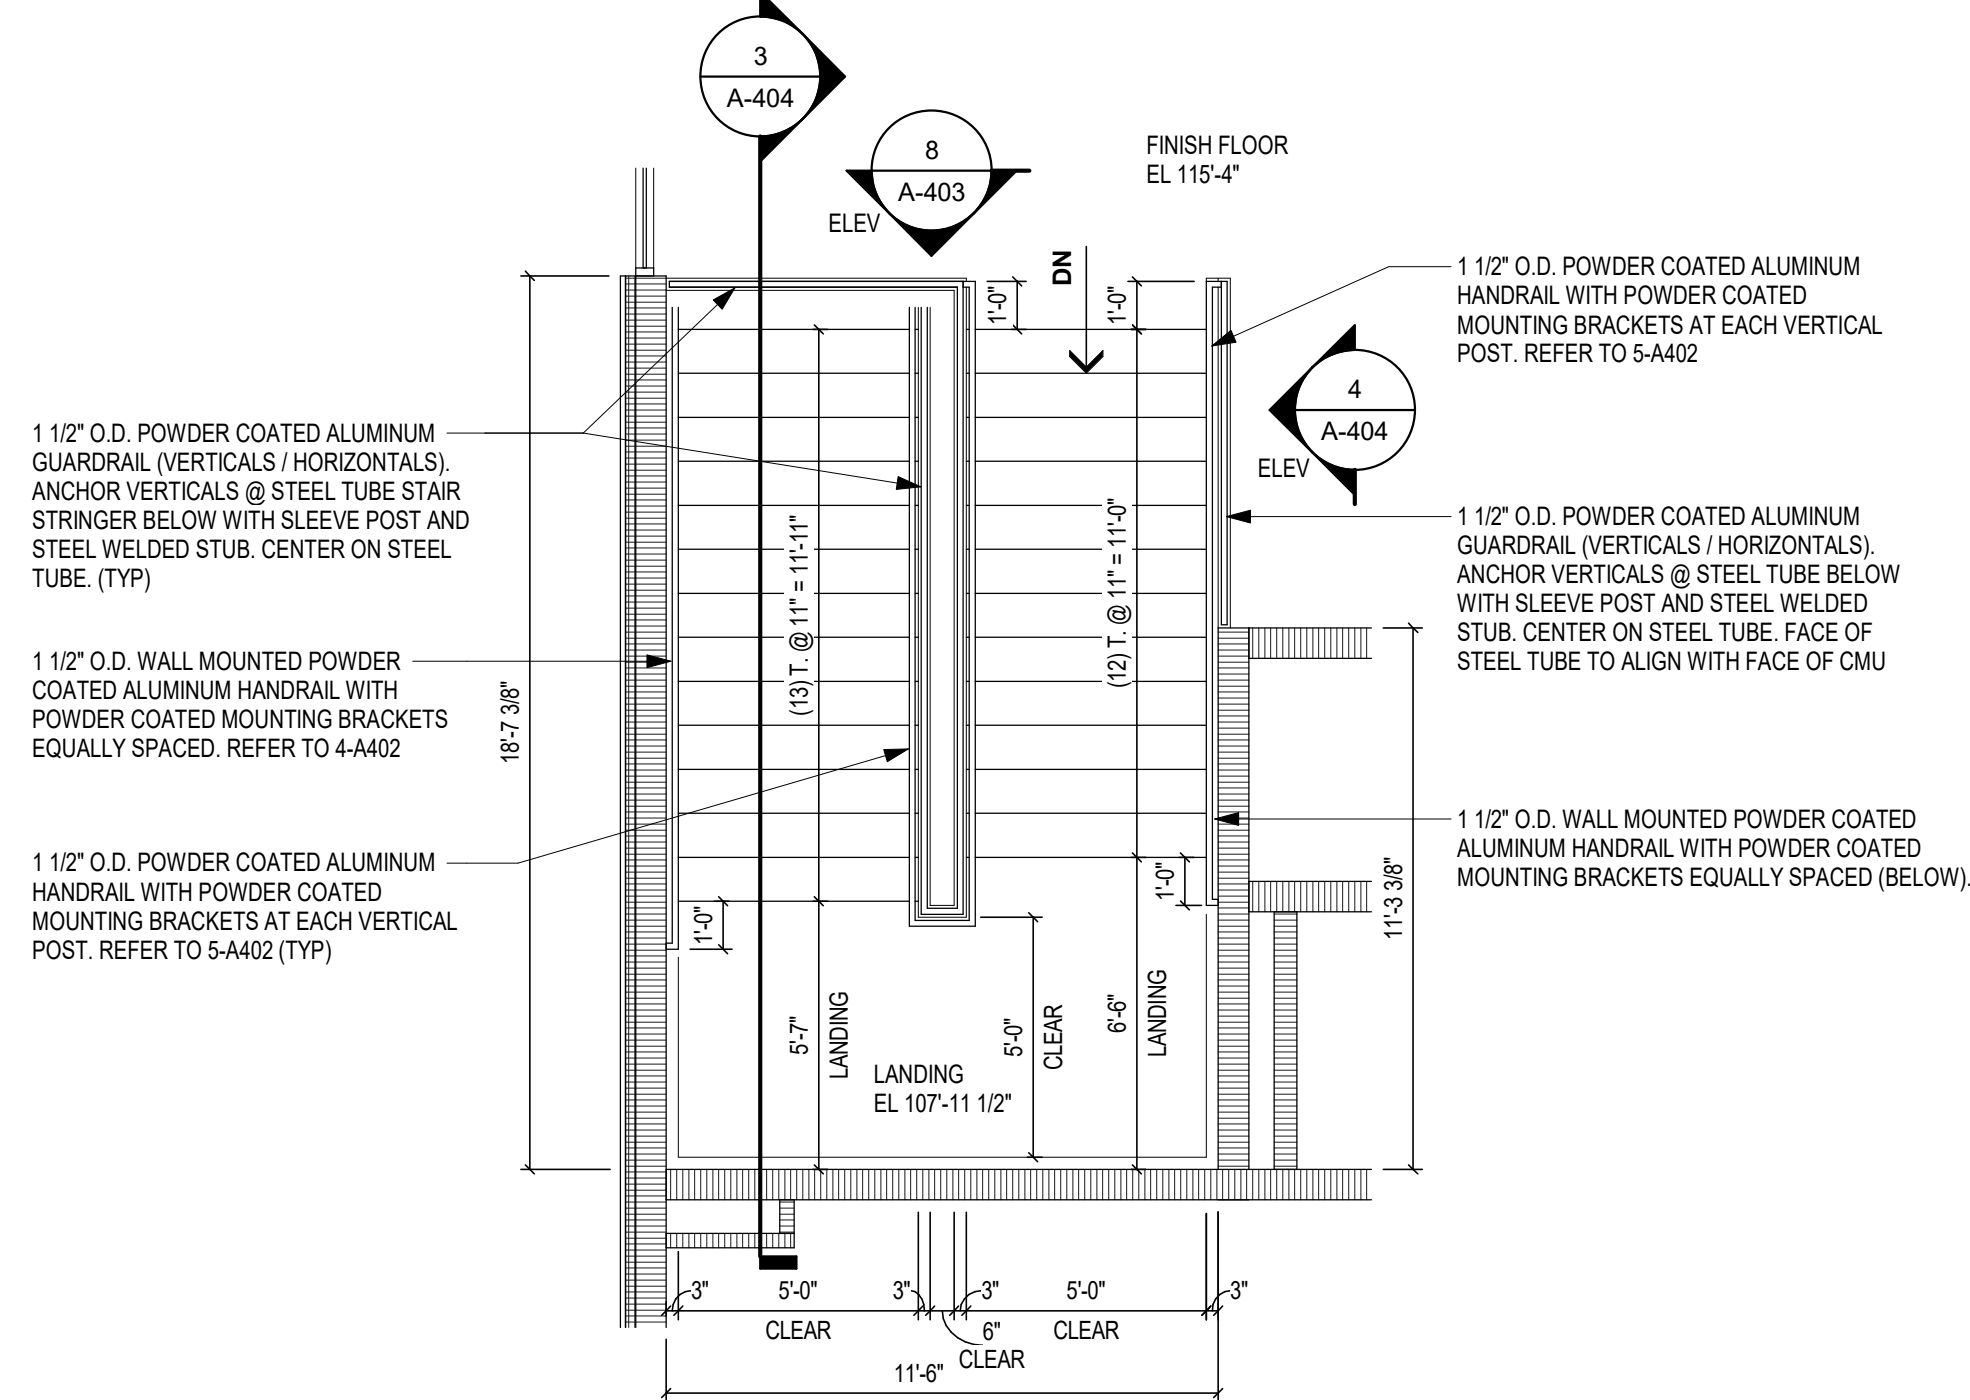 3
A-404
8
A-403
ELEV
FINISH FLOOR
EL 115'-4"
DN
1'-0"
1'-0"
1 1/2" O.D. POWDER COATED ALUMINUM
HANDRAIL WITH POWDER COATED
MOUNTING BRACKETS AT EACH VERTICAL
POST. REFER TO 5-A402
4
A-404
ELEV
1 1/2" O.D. POWDER COATED ALUMINUM
GUARDRAIL (VERTICALS / HORIZONTALS).
ANCHOR VERTICALS @ STEEL TUBE STAIR
STRINGER BELOW WITH SLEEVE POST AND
STEEL WELDED STUB. CENTER ON STEEL
TUBE. (TYP)
1 1/2" O.D. WALL MOUNTED POWDER
COATED ALUMINUM HANDRAIL WITH
POWDER COATED MOUNTING BRACKETS
EQUALLY SPACED. REFER TO 4-A402
1 1/2" O.D. POWDER COATED ALUMINUM
HANDRAIL WITH POWDER COATED
MOUNTING BRACKETS AT EACH VERTICAL
POST. REFER TO 5-A402 (TYP)
18'-7 3/8"
(13) T. @ 11" = 11'-11"
(12) T. @ 11" = 11'-0"
1 1/2" O.D. POWDER COATED ALUMINUM
GUARDRAIL (VERTICALS / HORIZONTALS).
ANCHOR VERTICALS @ STEEL TUBE BELOW
WITH SLEEVE POST AND STEEL WELDED
STUB. CENTER ON STEEL TUBE. FACE OF
STEEL TUBE TO ALIGN WITH FACE OF CMU
1 1/2" O.D. WALL MOUNTED POWDER COATED
ALUMINUM HANDRAIL WITH POWDER COATED
MOUNTING BRACKETS EQUALLY SPACED (BELOW).
11'-3 3/8"
1'-0"
1'-0"
5'-7"
LANDING
5'-0"
CLEAR
6'-6"
LANDING
LANDING
EL 107'-11 1/2"
3"
5'-0"
CLEAR
3"
3"
6"
CLEAR
5'-0"
CLEAR
3"
11'-6"